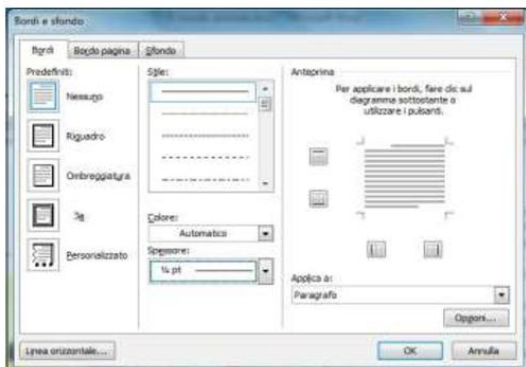 Bordi e sfondo
Bordi Bordo pagina Sfondo
Predefiniti:
Nessuno
Riquadro
Ombreggiatura
3g
Personalizzato
Stile:
Colore:
Automatico
Spessore:
½ pt
Anteprima
Per applicare i bordi, fare clic sul
diagramma sottostante o
utilizzare i pulsanti.
Applica a:
Paragrafo
Opzioni...
Linea orizzontale...
OK Annulla